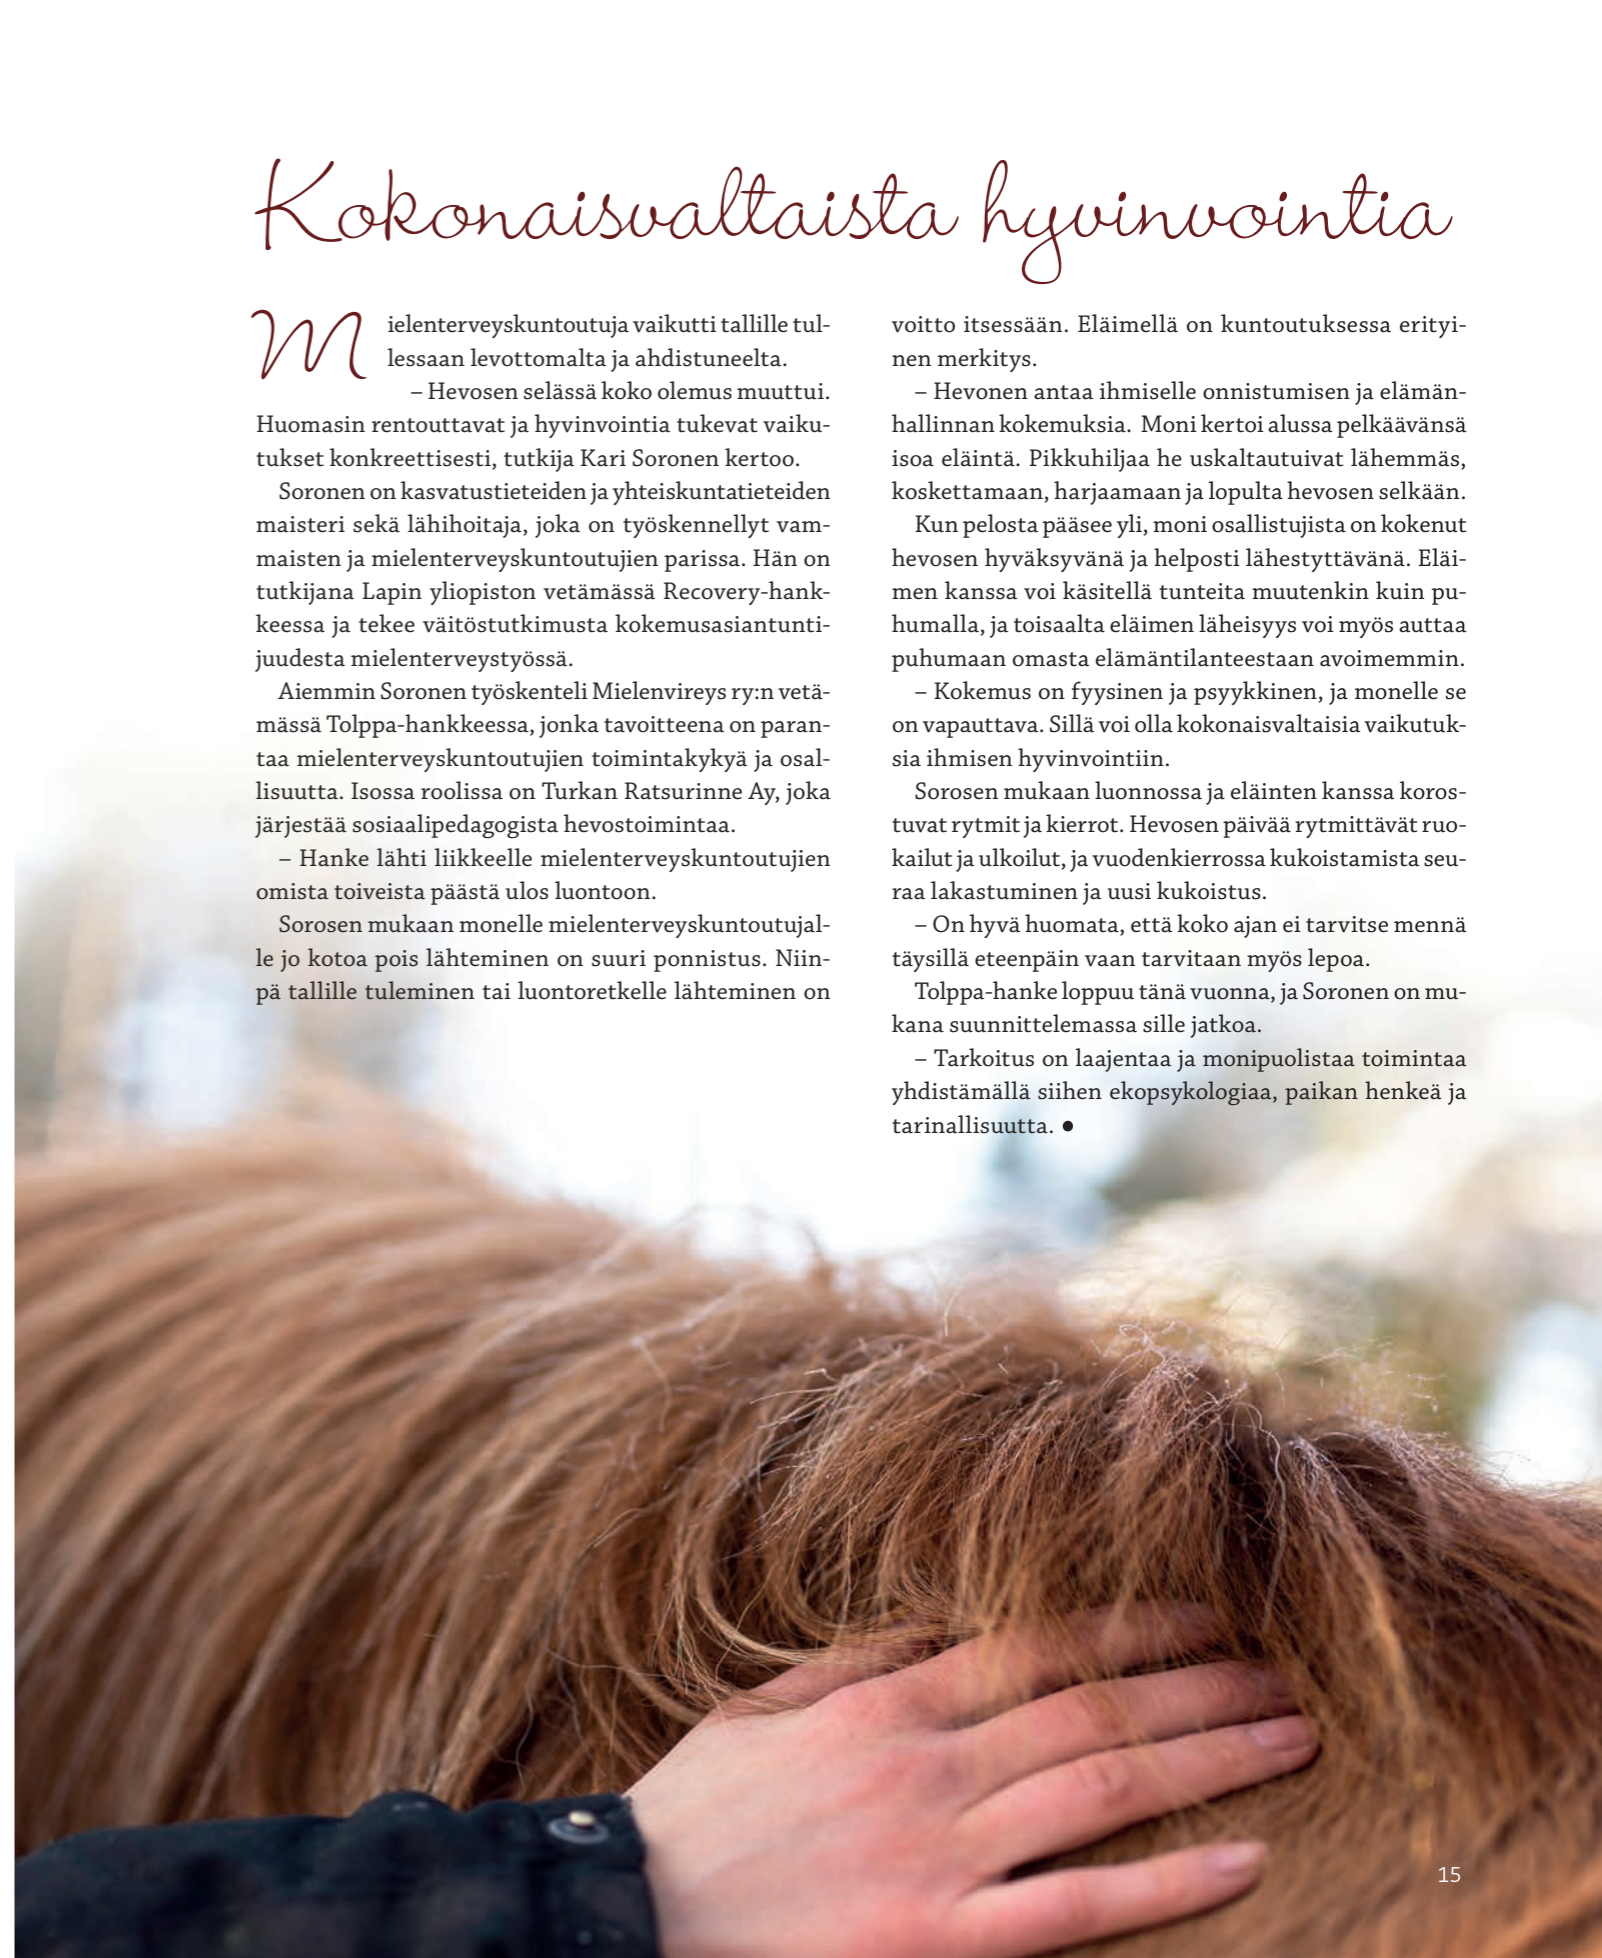 Kokonaisvaltaista hyvinvointia
Mielenterveyskuntoutuja vaikutti tallille tul-
lessaan levottomalta ja ahdistuneelta.
– Hevosen selässä koko olemus muuttui.
Huomasin rentouttavat ja hyvinvointia tukevat vaiku-
tukset konkreettisesti, tutkija Kari Soronen kertoo.
Soronen on kasvatustieteiden ja yhteiskuntatieteiden
maisteri sekä lähihoitaja, joka on työskennellyt vam-
maisten ja mielenterveyskuntoutujien parissa. Hän on
tutkijana Lapin yliopiston vetämässä Recovery-hank-
keessa ja tekee väitöstutkimusta kokemusasiantunti-
juudesta mielenterveystyössä.
Aiemmin Soronen työskenteli Mielenvireys ry:n vetä-
mässä Tolppa-hankkeessa, jonka tavoitteena on paran-
taa mielenterveyskuntoutujien toimintakykyä ja osal-
lisuutta. Isossa roolissa on Turkan Ratsurinne Ay, joka
järjestää sosiaalipedagogista hevostoimintaa.
– Hanke lähti liikkeelle mielenterveyskuntoutujien
omista toiveista päästä ulos luontoon.
Sorosen mukaan monelle mielenterveyskuntoutujal-
le jo kotoa pois lähteminen on suuri ponnistus. Niin-
pä tallille tuleminen tai luontoretkelle lähteminen on
voitto itsessään. Eläimellä on kuntoutuksessa erityi-
nen merkitys.
– Hevonen antaa ihmiselle onnistumisen ja elämän-
hallinnan kokemuksia. Moni kertoi alussa pelkäävänsä
isoa eläintä. Pikkuhiljaa he uskaltautuivat lähemmäs,
koskettamaan, harjaamaan ja lopulta hevosen selkään.
Kun pelosta pääsee yli, moni osallistujista on kokenut
hevosen hyväksyvänä ja helposti lähestyttävänä. Eläi-
men kanssa voi käsitellä tunteita muutenkin kuin pu-
humalla, ja toisaalta eläimen läheisyys voi myös auttaa
puhumaan omasta elämäntilanteestaan avoimemmin.
– Kokemus on fyysinen ja psyykkinen, ja monelle se
on vapauttava. Sillä voi olla kokonaisvaltaisia vaikutuk-
sia ihmisen hyvinvointiin.
Sorosen mukaan luonnossa ja eläinten kanssa koros-
tuvat rytmit ja kierrot. Hevosen päivää rytmittävät ruo-
kailut ja ulkoilut, ja vuodenkierrossa kukoistamista seu-
raa lakastuminen ja uusi kukoistus.
– On hyvä huomata, että koko ajan ei tarvitse mennä
täysillä eteenpäin vaan tarvitaan myös lepoa.
Tolppa-hanke loppuu tänä vuonna, ja Soronen on mu-
kana suunnittelemassa sille jatkoa.
– Tarkoitus on laajentaa ja monipuolistaa toimintaa
yhdistämällä siihen ekopsykologiaa, paikan henkeä ja
tarinallisuutta. ●
15